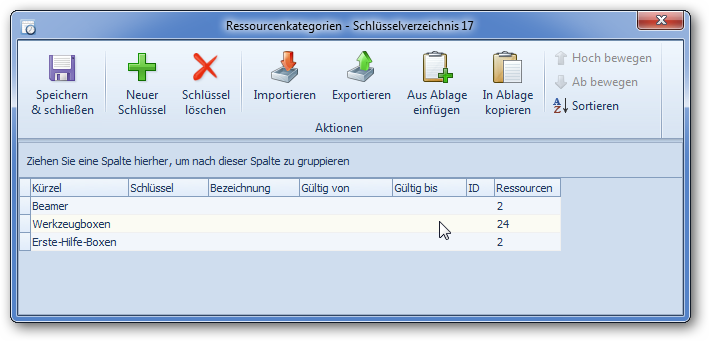 Ressourcenkategorien - Schlüsselverzeichnis 17
Speichern & schließen
Neuer Schlüssel
Schlüssel löschen
Importieren
Exportieren
Aus Ablage einfügen
In Ablage kopieren
Hoch bewegen
Ab bewegen
Sortieren
Aktionen
Ziehen Sie eine Spalte hierher, um nach dieser Spalte zu gruppieren
Kürzel Schlüssel Bezeichnung Gültig von Gültig bis ID Ressourcen
Beamer 2
Werkzeugboxen 24
Erste-Hilfe-Boxen 2